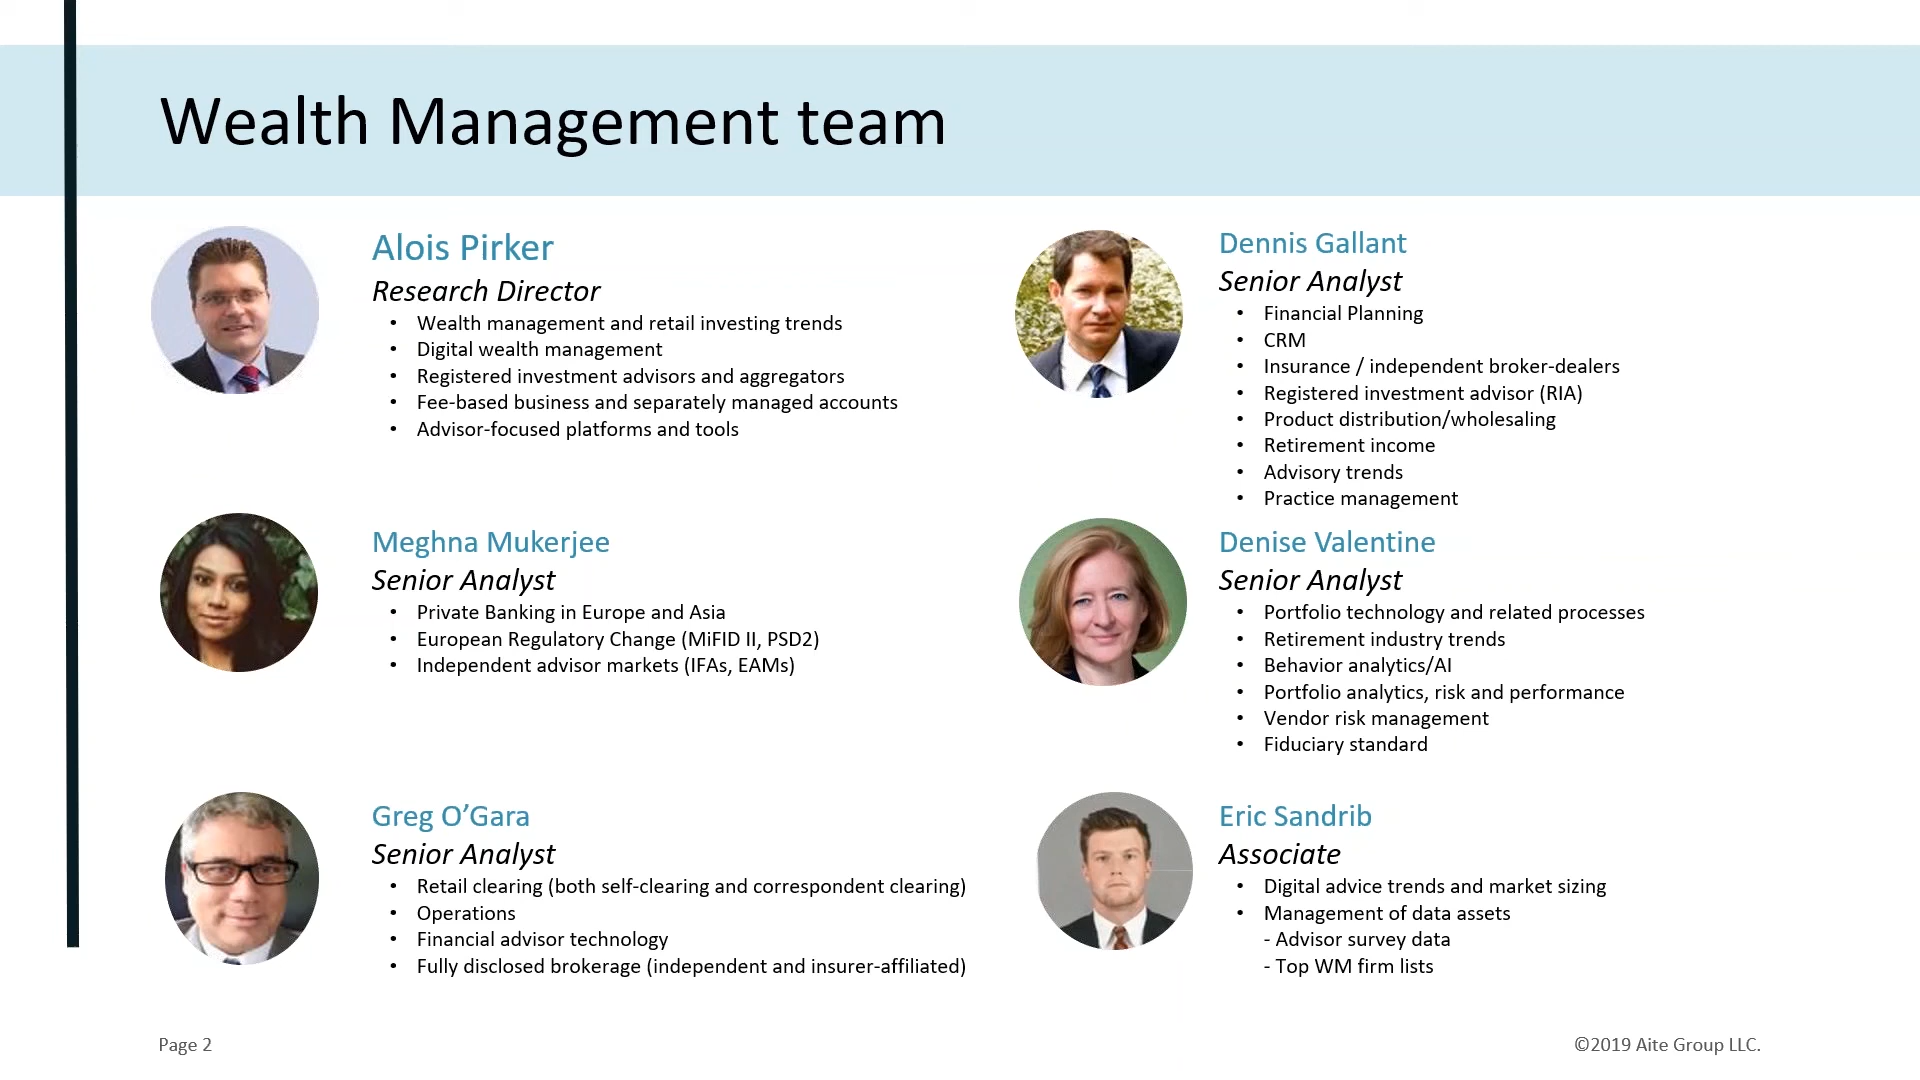 Wealth Management team
Alois Pirker
Research Director
• Wealth management and retail investing trends
• Digital wealth management
• Registered investment advisors and aggregators
• Fee-based business and separately managed accounts
• Advisor-focused platforms and tools
Dennis Gallant
Senior Analyst
• Financial Planning
• CRM
• Insurance / independent broker-dealers
• Registered investment advisor (RIA)
• Product distribution/wholesaling
• Retirement income
• Advisory trends
• Practice management
Meghna Mukerjee
Senior Analyst
• Private Banking in Europe and Asia
• European Regulatory Change (MiFID II, PSD2)
• Independent advisor markets (IFAs, EAMs)
Denise Valentine
Senior Analyst
• Portfolio technology and related processes
• Retirement industry trends
• Behavior analytics/AI
• Portfolio analytics, risk and performance
• Vendor risk management
• Fiduciary standard
Greg O’Gara
Senior Analyst
• Retail clearing (both self-clearing and correspondent clearing)
• Operations
• Financial advisor technology
• Fully disclosed brokerage (independent and insurer-affiliated)
Eric Sandrib
Associate
• Digital advice trends and market sizing
• Management of data assets
- Advisor survey data
- Top WM firm lists
Page 2
©2019 Aite Group LLC.